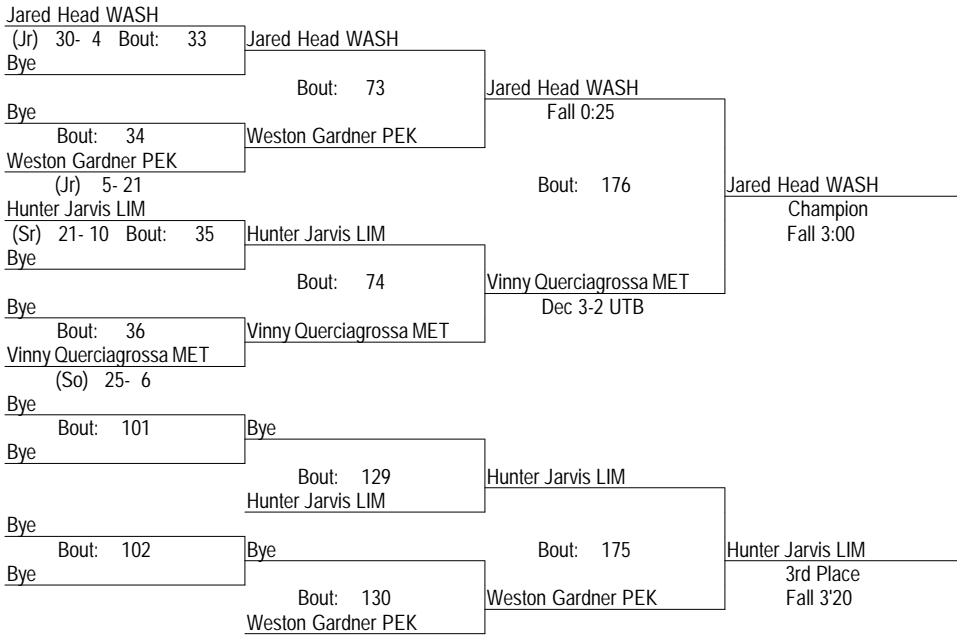 Jared Head WASH
(Jr) 30- 4 Bout: 33 Jared Head WASH
Bye
Bout: 73 Jared Head WASH
Bye Fall 0:25
Bout: 34 Weston Gardner PEK
Weston Gardner PEK
(Jr) 5- 21 Bout: 176 Jared Head WASH
Hunter Jarvis LIM Champion
(Sr) 21- 10 Bout: 35 Hunter Jarvis LIM Fall 3:00
Bye
Bout: 74 Vinny Querciagrossa MET
Bye Dec 3-2 UTB
Bout: 36 Vinny Querciagrossa MET
Vinny Querciagrossa MET
(So) 25- 6
Bye
Bout: 101 Bye
Bye
Bout: 129 Hunter Jarvis LIM
Hunter Jarvis LIM
Bye
Bout: 102 Bye Bout: 175 Hunter Jarvis LIM
Bye 3rd Place
Bout: 130 Weston Gardner PEK Fall 3'20
Weston Gardner PEK